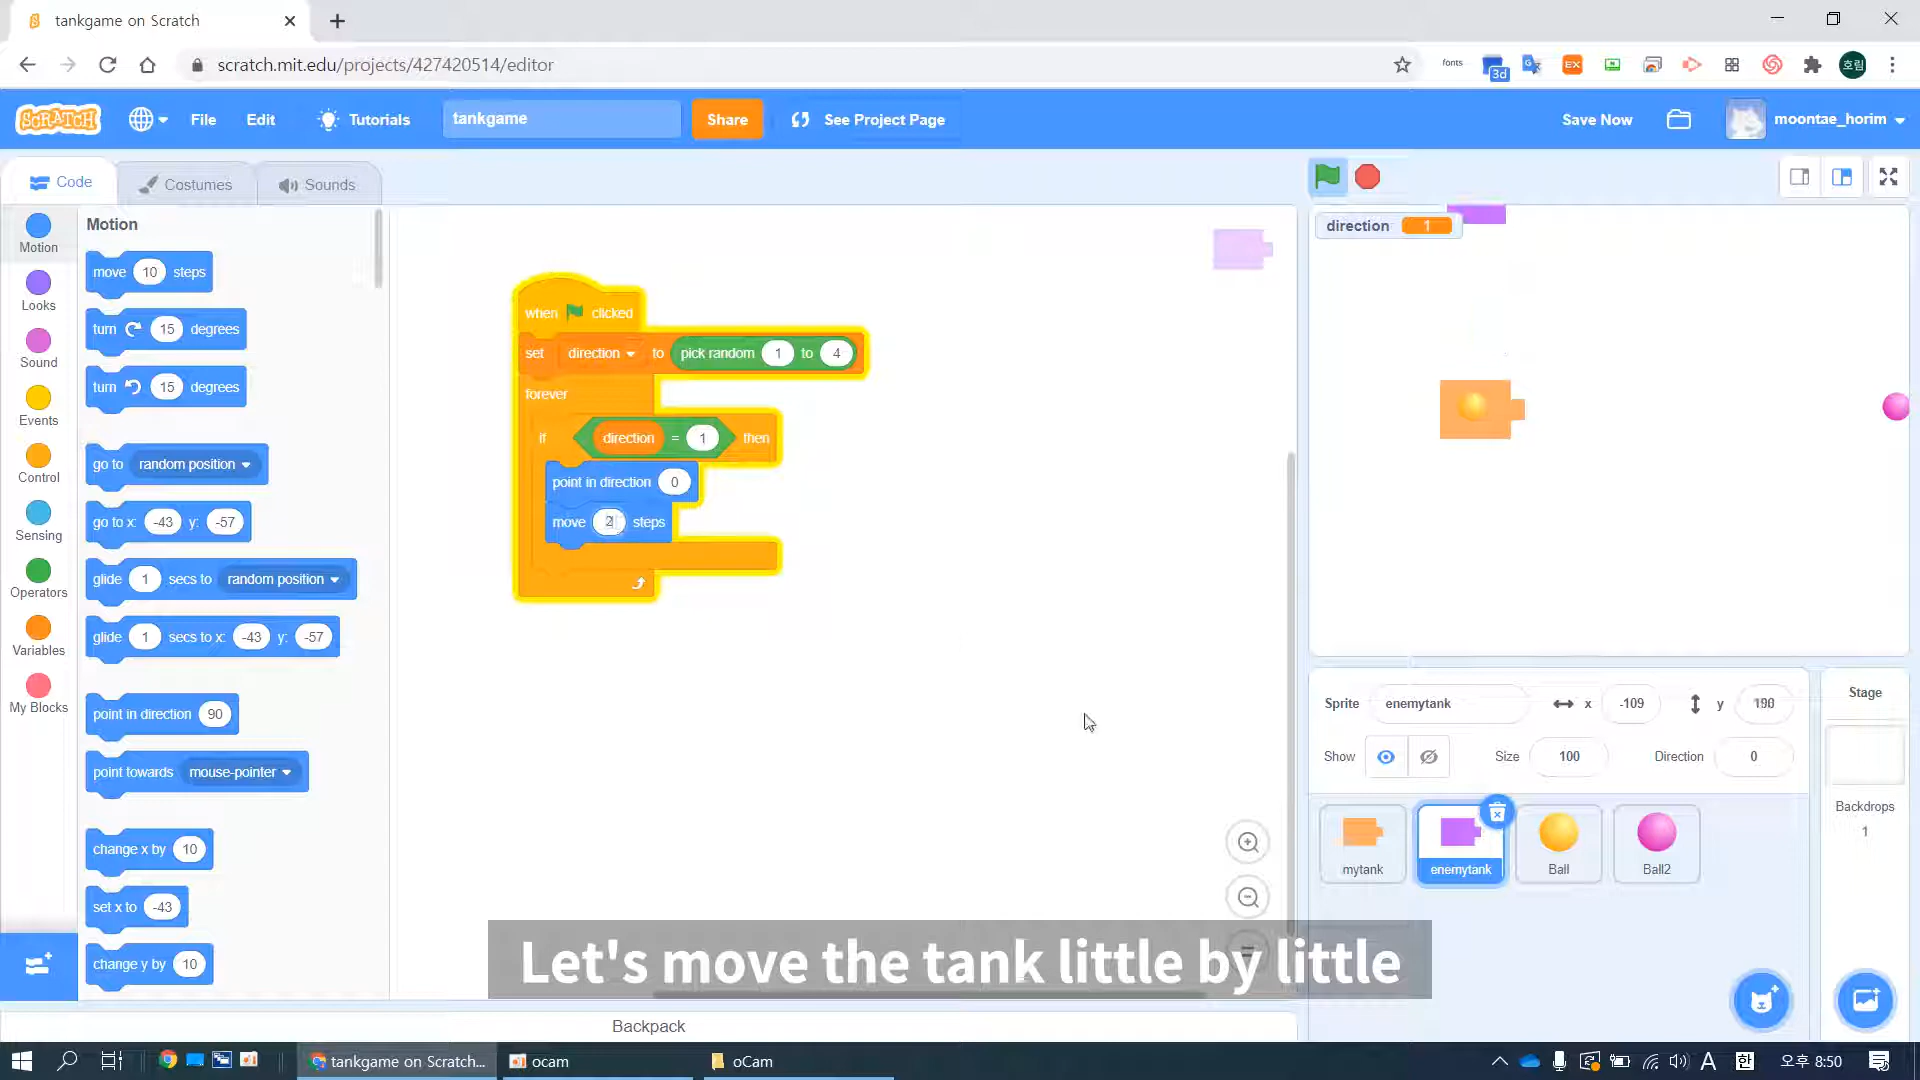 tankgame on Scratch
scratch.mit.edu/projects/427420514/editor
fonts
3d
EX
호림
SCRATCH
File
Edit
Tutorials
tankgame
Share
See Project Page
Save Now
moontae_horim
Code
Costumes
Sounds
Motion
Looks
Sound
Events
Control
Sensing
Operators
Variables
My Blocks
Motion
move 10 steps
turn 15 degrees
turn 15 degrees
go to random position
go to x: -43 y: -57
glide 1 secs to random position
glide 1 secs to x: -43 y: -57
point in direction 90
point towards mouse-pointer
change x by 10
set x to -43
change y by 10
when clicked
set direction to pick random 1 to 4
forever
if direction = 1 then
point in direction 0
move 2 steps
direction 1
Sprite enemytank x -109 y 190
Show Size 100 Direction 0
mytank
enemytank
Ball
Ball2
Stage
Backdrops
1
Let's move the tank little by little
Backpack
tankgame on Scratch...
ocam
oCam
A
한
오후 8:50